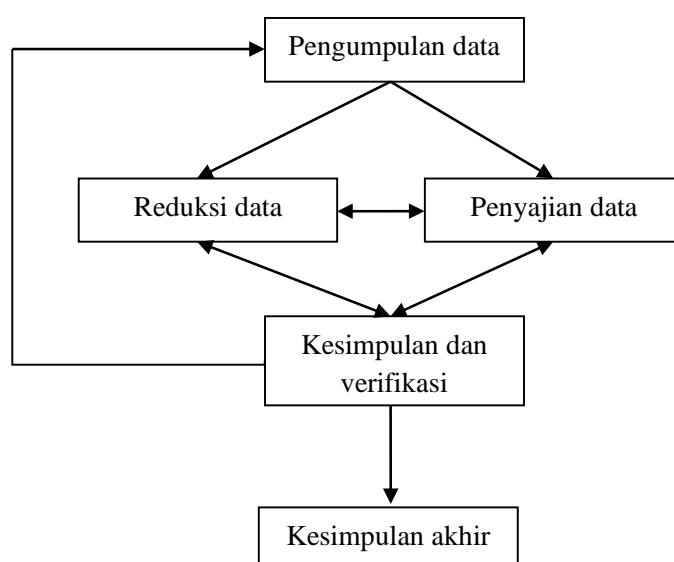 Pengumpulan data
Reduksi data
Penyajian data
Kesimpulan dan
verifikasi
Kesimpulan akhir